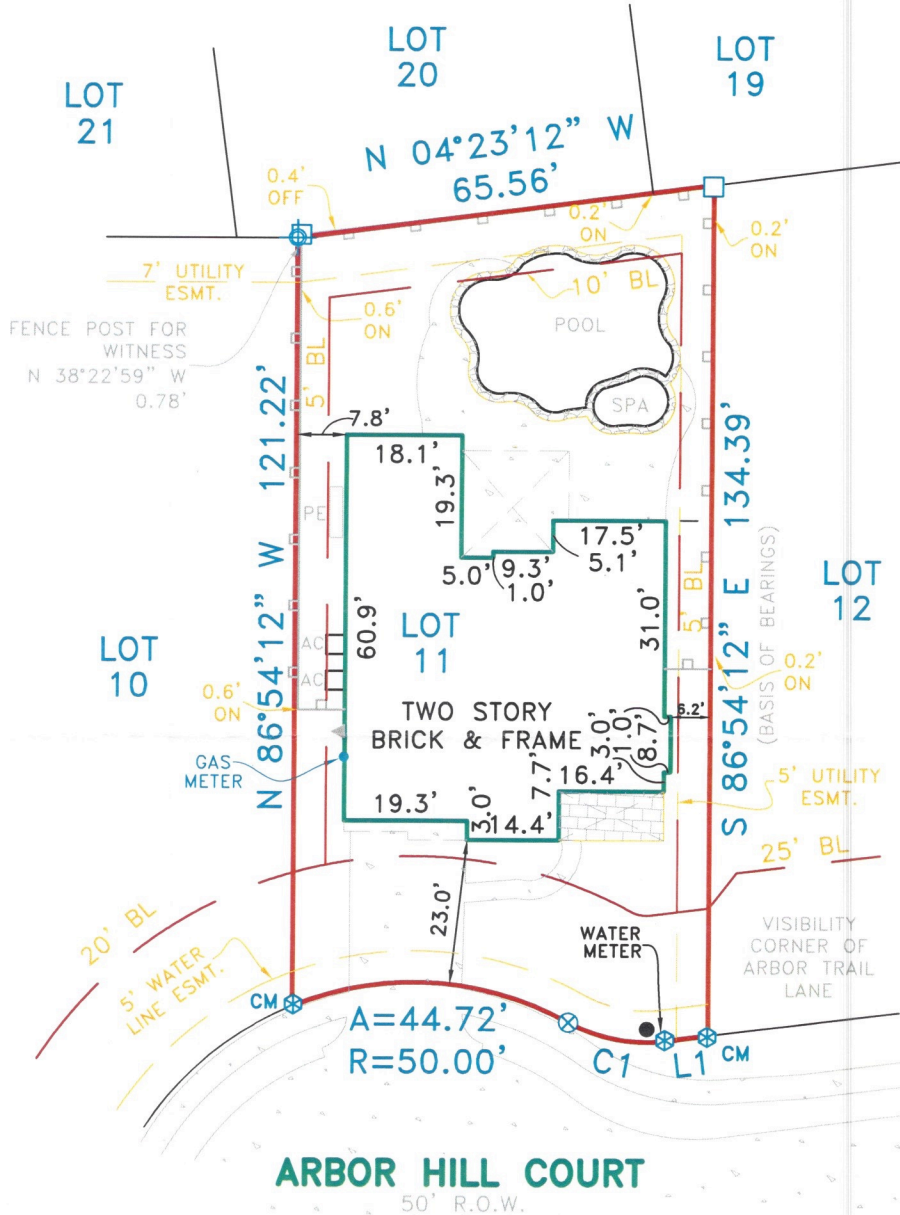 LOT
20
LOT
19
LOT
21
N 04°23'12" W
65.56'
0.4'
OFF
0.2'
ON
0.2'
ON
7' UTILITY
ESMT.
10' BL
0.6'
ON
POOL
FENCE POST FOR
WITNESS
N 38°22'59" W
0.78'
5' BL
SPA
7.8'
18.1'
19.3'
17.5'
5.1'
5.0'
9.3'
1.0'
N 86°54'12" W 121.22'
S 86°54'12" E 134.39'
(BASIS OF BEARINGS)
PE
5' BL
31.0'
60.9'
LOT
11
LOT
12
LOT
10
AC
AC
0.6'
ON
0.2'
ON
TWO STORY
BRICK & FRAME
3.0'
1.0'
8.7'
6.2'
GAS
METER
16.4'
7.7'
5' UTILITY
ESMT.
19.3'
3.0'
14.4'
25' BL
20' BL
23.0'
WATER
METER
VISIBILITY
CORNER OF
ARBOR TRAIL
LANE
5' WATER
LINE ESMT.
CM
A=44.72'
R=50.00'
C1
L1
CM
ARBOR HILL COURT
50' R.O.W.